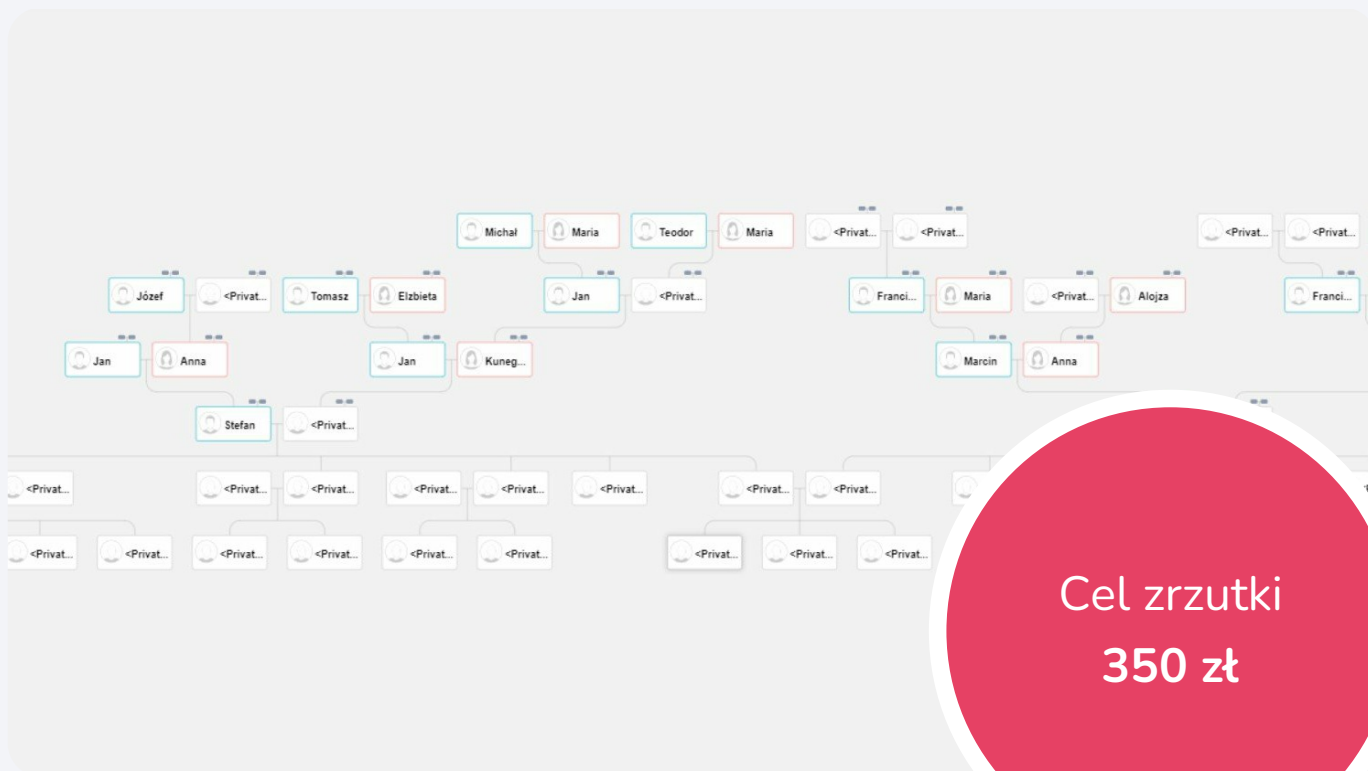 Michał Maria Teodor Maria <Privat... <Privat... <Privat... <Privat...
Józef <Privat... Tomasz Elzbieta Jan <Privat... Franci... Maria <Privat... Alojza Franci...
Jan Anna Jan Kuneg... Marcin Anna
Stefan <Privat...
<Privat... <Privat... <Privat... <Privat... <Privat... <Privat... <Privat... <Privat...
<Privat... <Privat... <Privat... <Privat... <Privat... <Privat... <Privat... <Privat... <Privat...
Cel zrzutki
350 zł